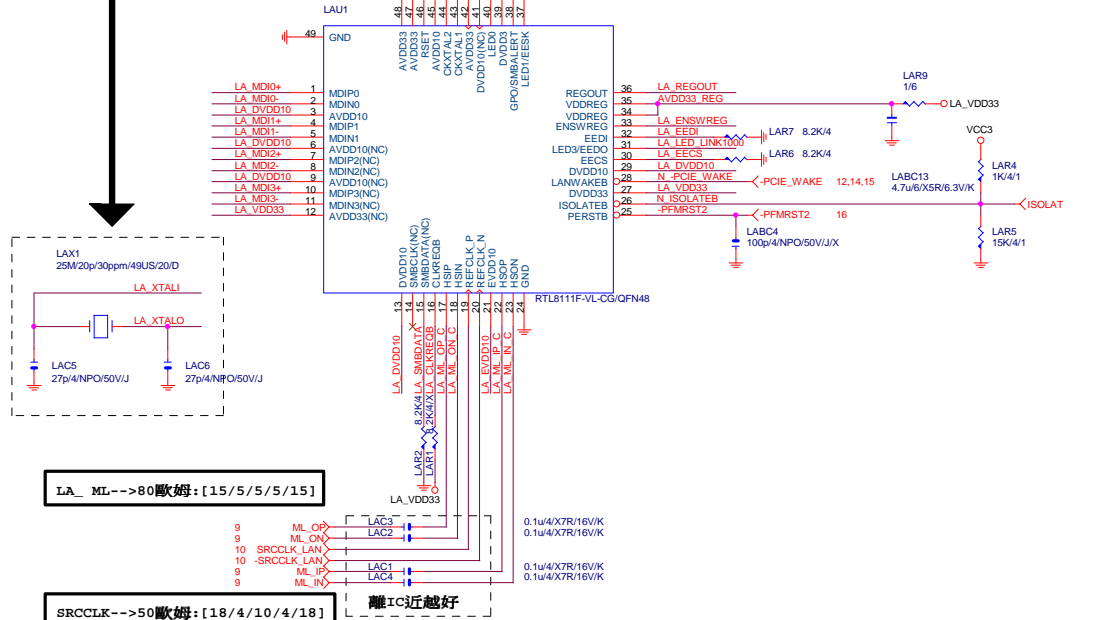 LAU1
48 47 46 45 44 43 42 41 40 39 38 37
AVDD33
AVDD33
RSET
AVDD10
CKXTAL2
CKXTAL1
AVDD33
DVDD10(NC)
LED0
DVDD3
GPO/SMBALERT
LED1/EESK
49 GND
LA_MDI0+ 1 MDIP0
LA_MDI0- 2 MDIN0
LA_DVDD10 3 AVDD10
LA_MDI1+ 4 MDIP1
LA_MDI1- 5 MDIN1
LA_DVDD10 6 AVDD10(NC)
LA_MDI2+ 7 MDIP2(NC)
LA_MDI2- 8 MDIN2(NC)
LA_DVDD10 9 AVDD10(NC)
LA_MDI3+ 10 MDIP3(NC)
LA_MDI3- 11 MDIN3(NC)
LA_VDD33 12 AVDD33(NC)
REGOUT 36 LA_REGOUT
VDDREG 35 AVDD33_REG
VDDREG 34
ENSWREG 33 LA_ENSWREG
EEDI 32 LA_EEDI
LED3/EEDO 31 LA_LED_LINK1000
EECS 30 LA_EECS
DVDD10 29 LA_DVDD10
LANWAKEB 28 N_-PCIE_WAKE
DVDD33 27 LA_VDD33
ISOLATEB 26 N_ISOLATEB
PERSTB 25 -PFMRST2
LAR9
1/6
LA_VDD33
VCC3
LAR7 8.2K/4
LAR6 8.2K/4
LAR4
1K/4/1
-PCIE_WAKE 12,14,15
LABC13
4.7u/6/X5R/6.3V/K
ISOLAT
-PFMRST2 16
LABC4
100p/4/NPO/50V/J/X
LAR5
15K/4/1
DVDD10
SMBCLK(NC)
SMBDATA(NC)
CLKREQB
HSIP
HSIN
REFCLK_P
REFCLK_N
EVDD10
HSOP
HSON
GND
RTL8111F-VL-CG/QFN48
13 14 15 16 17 18 19 20 21 22 23 24
LA_DVDD10
LA_SMBDATA
LA_CLKREQB
LA_ML_OP_C
LA_ML_ON_C
LA_EVDD10
LA_ML_IP_C
LA_ML_IN_C
LAX1
25M/20p/30ppm/49US/20/D
LA_XTALI
LA_XTALO
LAC5
27p/4/NPO/50V/J
LAC6
27p/4/NPO/50V/J
8.2K/4
8.2K/4/X
LAR2
LAR1
LA_VDD33
LA_ ML-->80歐姆:[15/5/5/5/15]
9 ML_OP LAC3 0.1u/4/X7R/16V/K
9 ML_ON LAC2 0.1u/4/X7R/16V/K
10 SRCCLK_LAN
10 -SRCCLK_LAN
9 ML_IP LAC1 0.1u/4/X7R/16V/K
9 ML_IN LAC4 0.1u/4/X7R/16V/K
離IC近越好
SRCCLK-->50歐姆:[18/4/10/4/18]